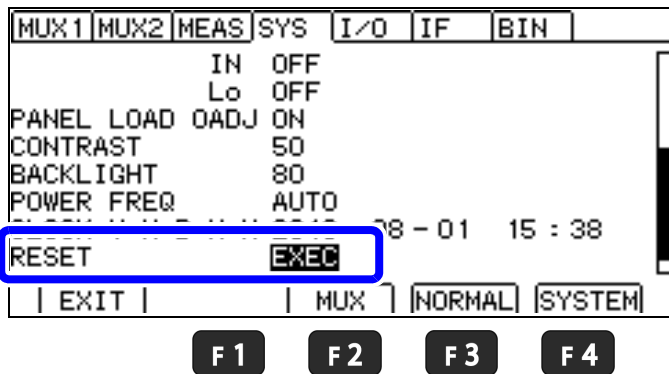 MUX1 MUX2 MEAS SYS I/O IF BIN
IN OFF
Lo OFF
PANEL LOAD 0ADJ ON
CONTRAST 50
BACKLIGHT 80
POWER FREQ AUTO
08-01 15:38
RESET EXEC
EXIT MUX NORMAL SYSTEM
F1 F2 F3 F4